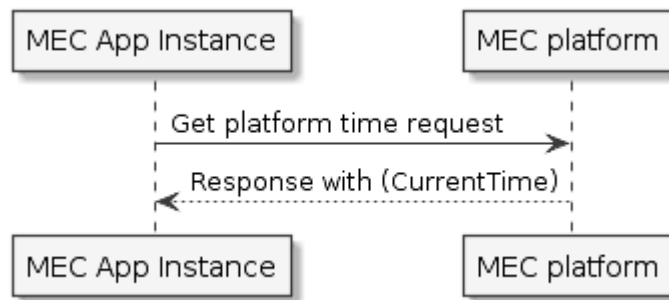 MEC App Instance
MEC platform
Get platform time request
Response with (CurrentTime)
MEC App Instance
MEC platform